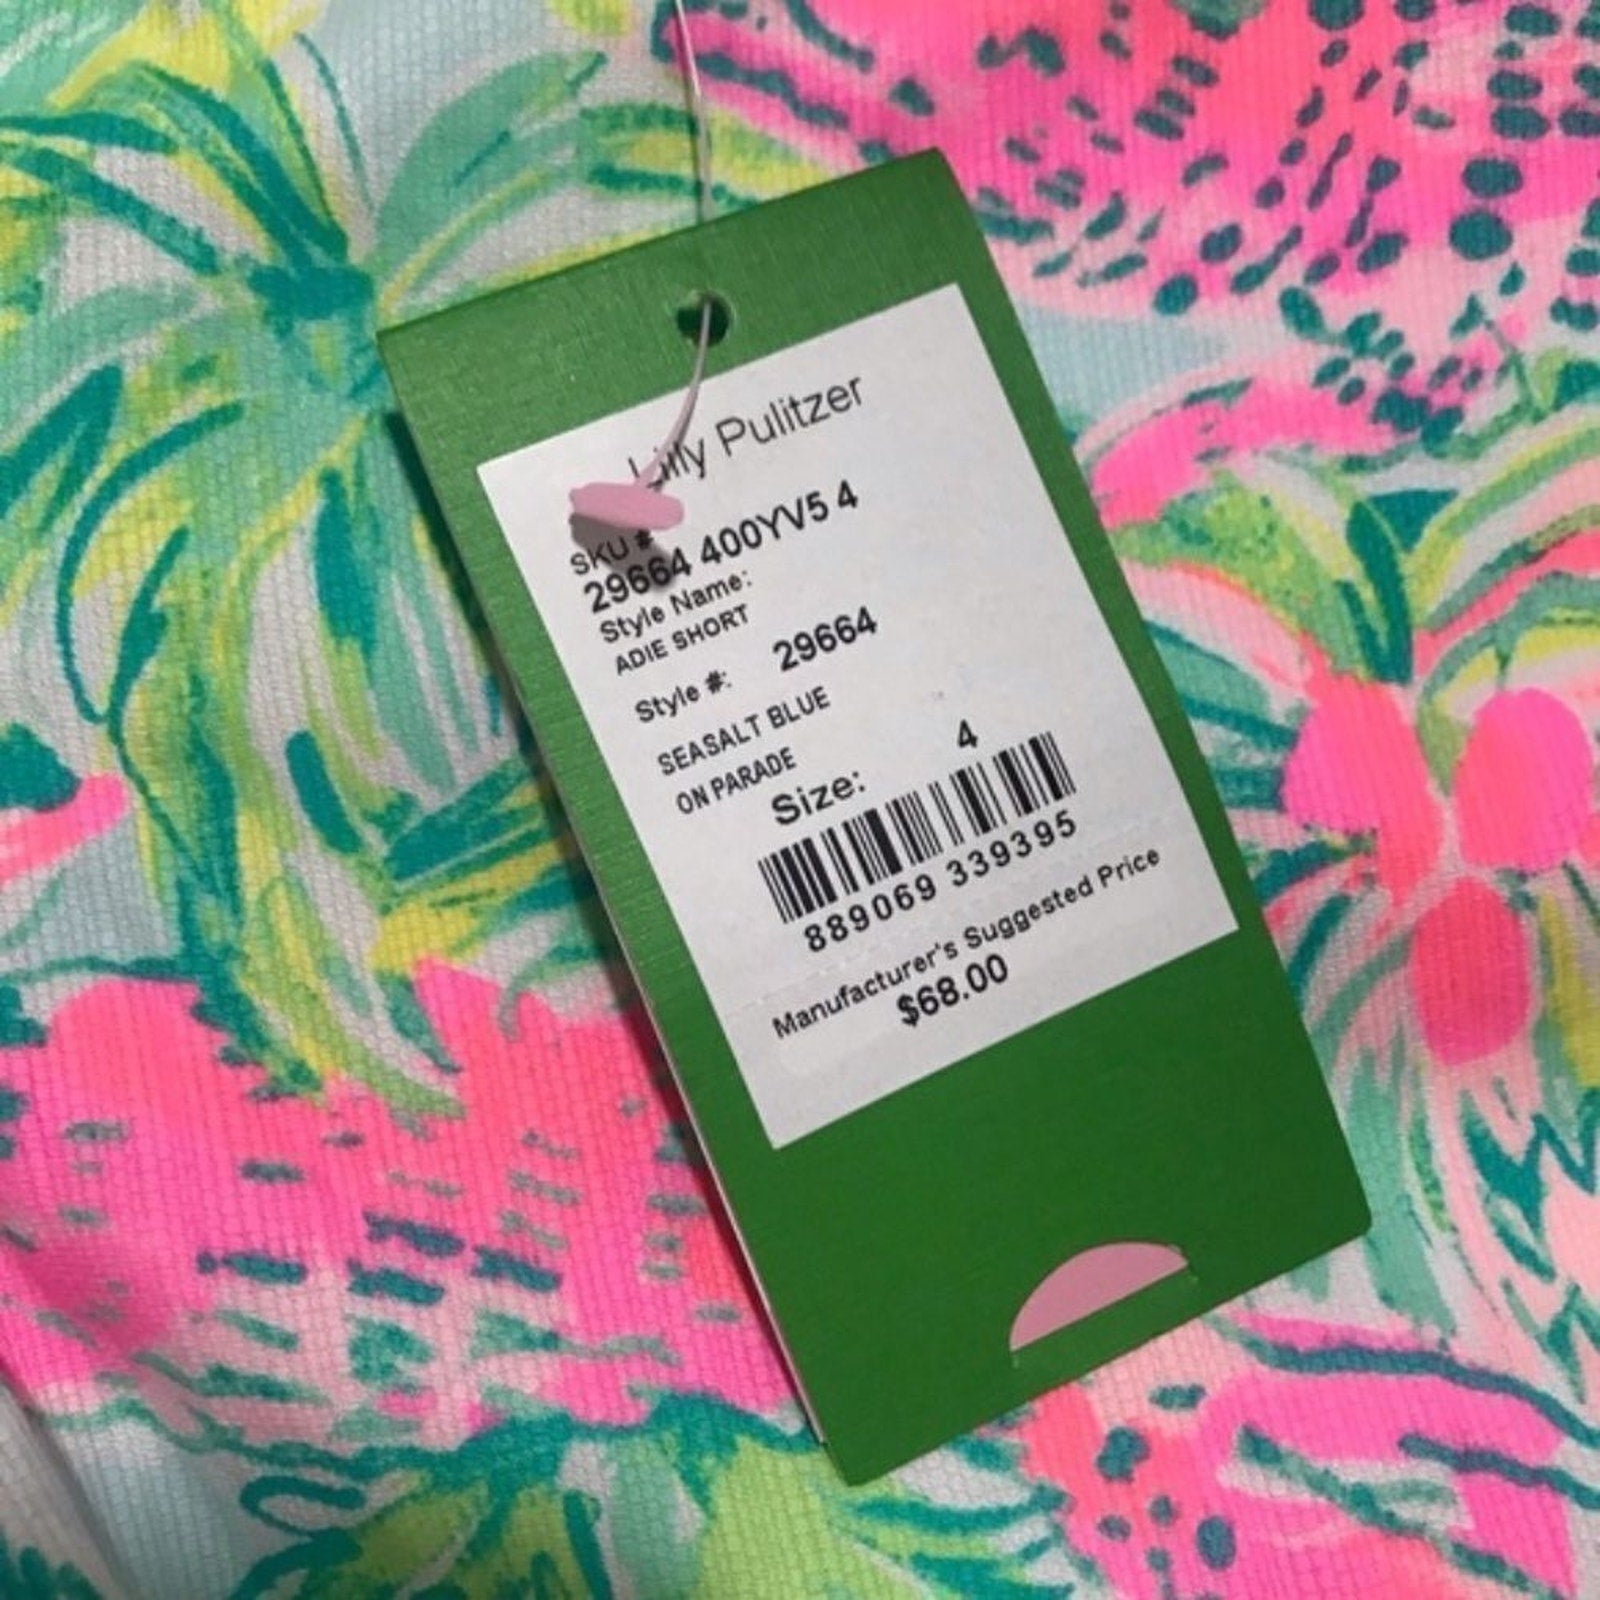 Lilly Pulitzer
SKU #
29664 400YV5 4
Style Name:
ADIE SHORT
Style #: 29664
SEASALT BLUE
ON PARADE
Size: 4
889069 339395
Manufacturer's Suggested Price
$68.00